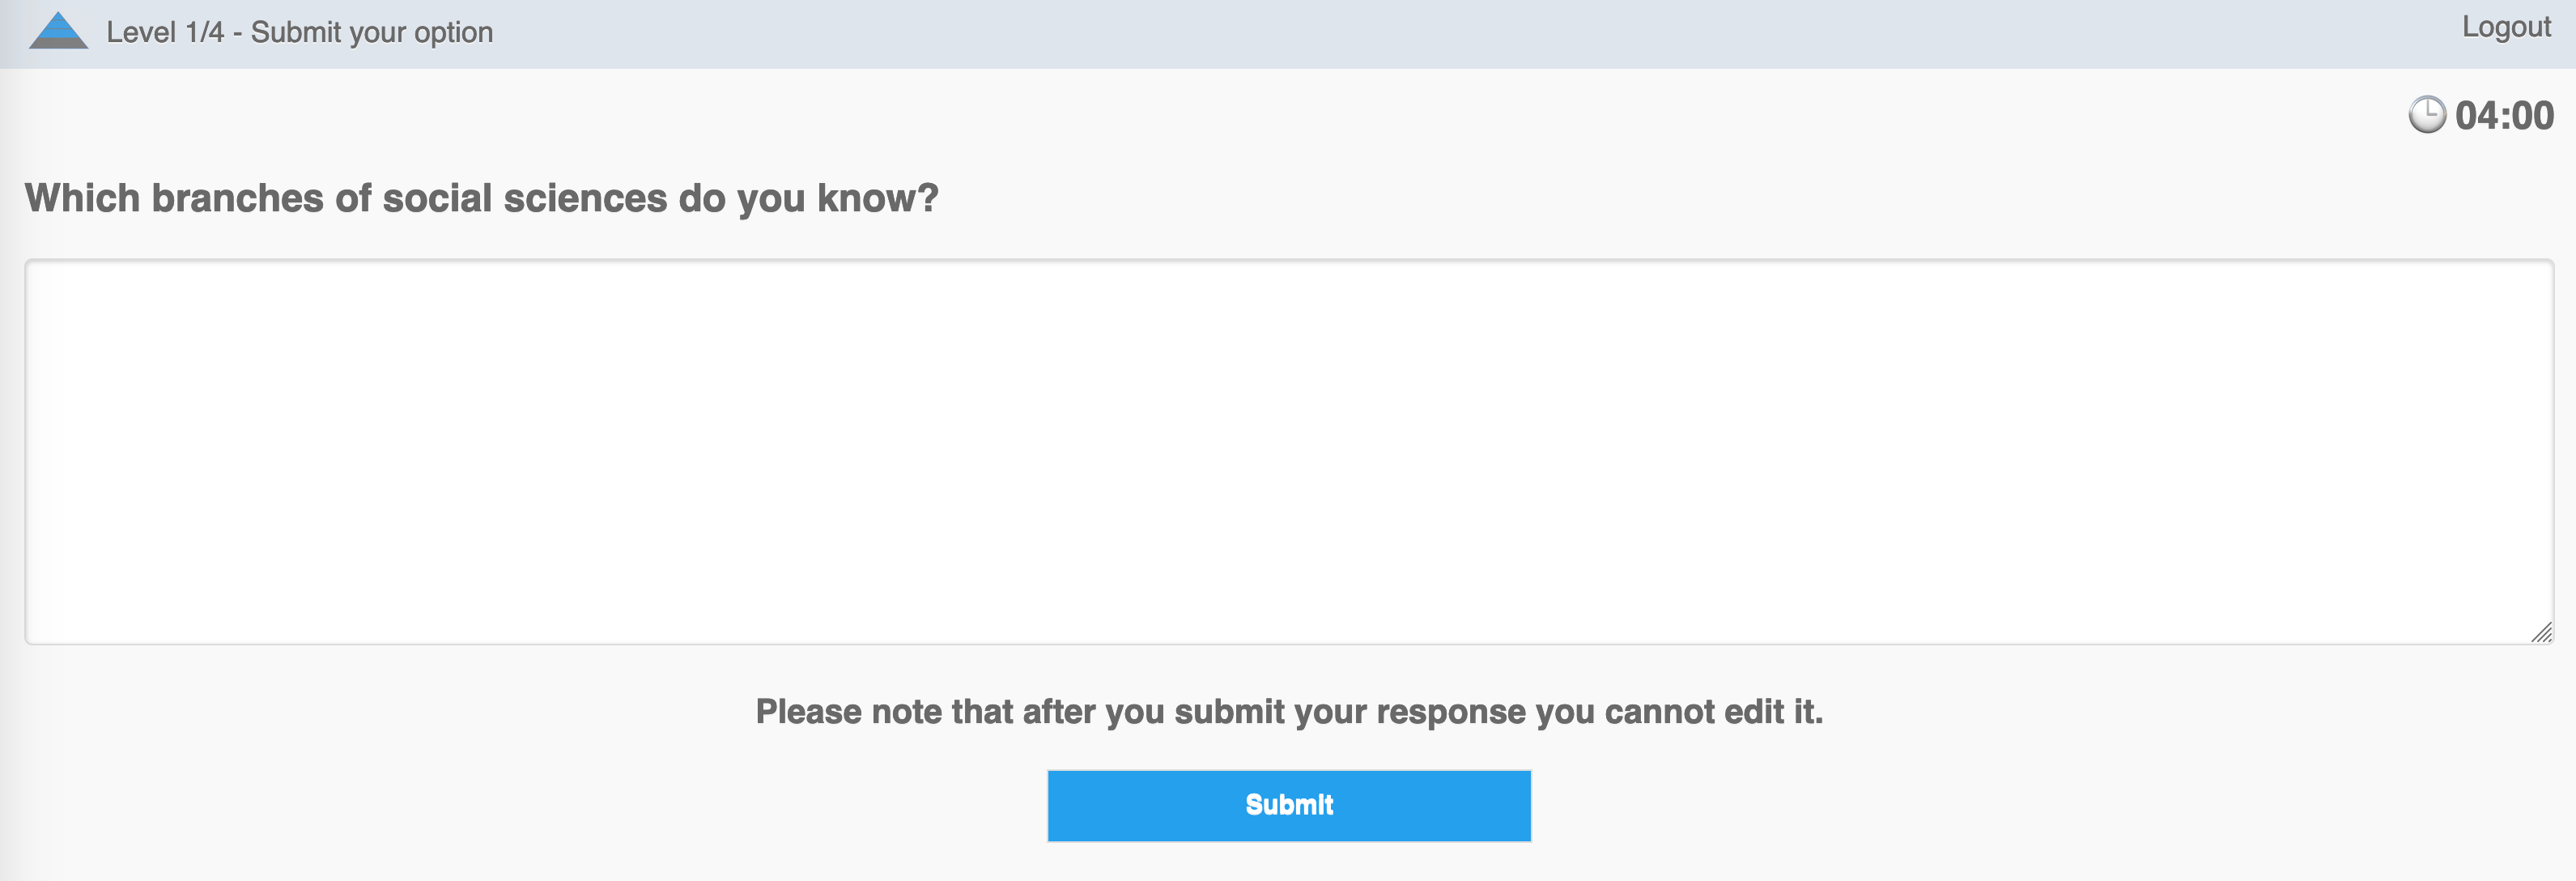 Level 1/4 - Submit your option
Logout
04:00
Which branches of social sciences do you know?
Please note that after you submit your response you cannot edit it.
Submit